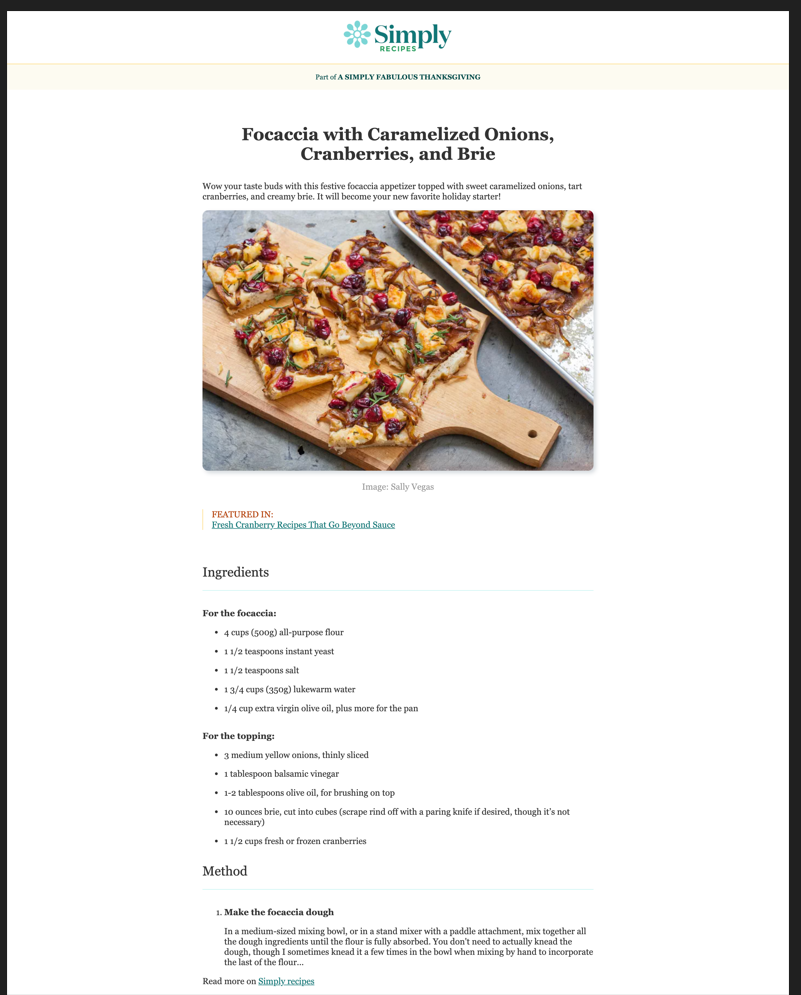 Simply
RECIPES
Part of A SIMPLY FABULOUS THANKSGIVING
Focaccia with Caramelized Onions,
Cranberries, and Brie
Wow your taste buds with this festive focaccia appetizer topped with sweet caramelized onions, tart
cranberries, and creamy brie. It will become your new favorite holiday starter!
Image: Sally Vegas
FEATURED IN:
Fresh Cranberry Recipes That Go Beyond Sauce
Ingredients
For the focaccia:
• 4 cups (500g) all-purpose flour
• 1 1/2 teaspoons instant yeast
• 1 1/2 teaspoons salt
• 1 3/4 cups (350g) lukewarm water
• 1/4 cup extra virgin olive oil, plus more for the pan
For the topping:
• 3 medium yellow onions, thinly sliced
• 1 tablespoon balsamic vinegar
• 1-2 tablespoons olive oil, for brushing on top
• 10 ounces brie, cut into cubes (scrape rind off with a paring knife if desired, though it's not
necessary)
• 1 1/2 cups fresh or frozen cranberries
Method
1. Make the focaccia dough
In a medium-sized mixing bowl, or in a stand mixer with a paddle attachment, mix together all
the dough ingredients until the flour is fully absorbed. You don't need to actually knead the
dough, though I sometimes knead it a few times in the bowl when mixing by hand to incorporate
the last of the flour...
Read more on Simply recipes